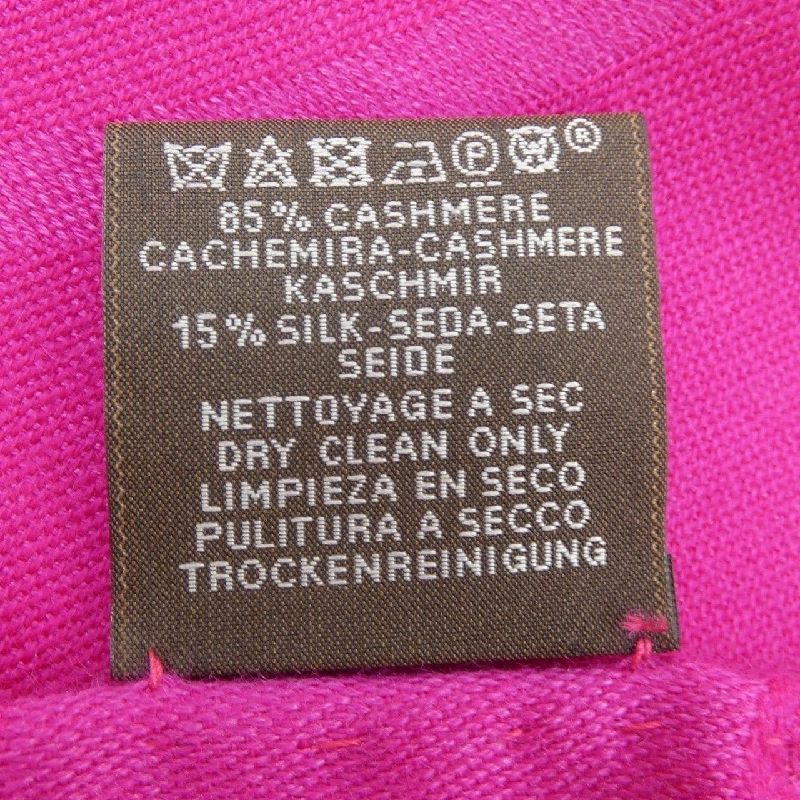 P W ®
85% CASHMERE
CACHEMIRA-CASHMERE
KASCHMIR
15% SILK-SEDA-SETA
SEIDE
NETTOYAGE A SEC
DRY CLEAN ONLY
LIMPIEZA EN SECO
PULITURA A SECCO
TROCKENREINIGUNG